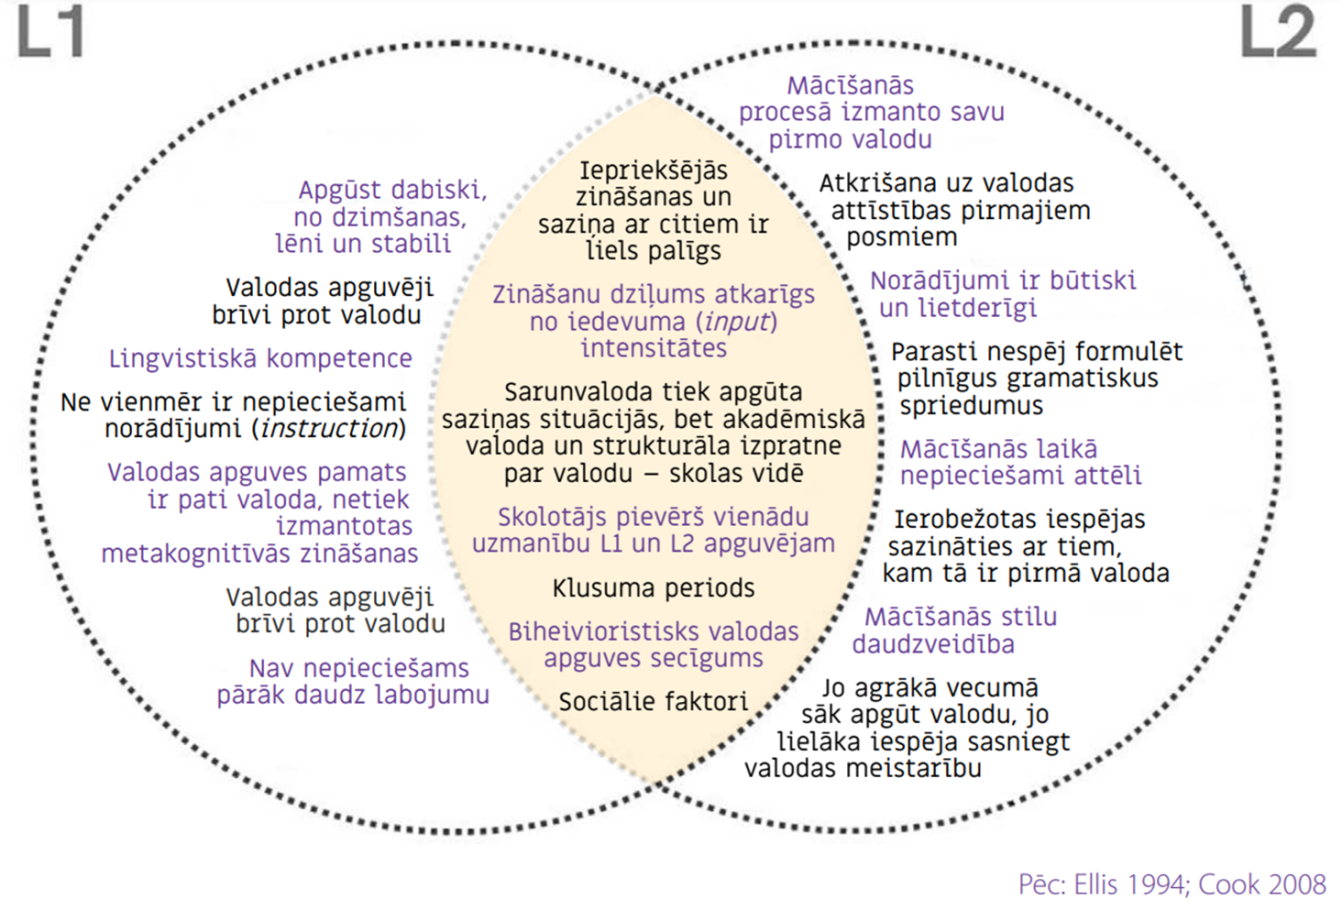 L1
L2
Apgūst dabiski,
no dzimšanas,
lēni un stabili
Valodas apguvēji
brīvi prot valodu
Lingvistiskā kompetence
Ne vienmēr ir nepieciešami
norādījumi (instruction)
Valodas apguves pamats
ir pati valoda, netiek
izmantotas
metakognitīvās zināšanas
Valodas apguvēji
brīvi prot valodu
Nav nepieciešams
pārāk daudz labojumu
Iepriekšējās
zināšanas un
saziņa ar citiem ir
liels palīgs
Zināšanu dziļums atkarīgs
no iedevuma (input)
intensitātes
Sarunvaloda tiek apgūta
saziņas situācijās, bet akadēmiskā
valoda un strukturāla izpratne
par valodu – skolas vidē
Skolotājs pievērš vienādu
uzmanību L1 un L2 apguvējam
Klusuma periods
Biheivioristisks valodas
apguves secīgums
Sociālie faktori
Mācīšanās
procesā izmanto savu
pirmo valodu
Atkrišana uz valodas
attīstības pirmajiem
posmiem
Norādījumi ir būtiski
un lietderīgi
Parasti nespēj formulēt
pilnīgus gramatiskus
spriedumus
Mācīšanās laikā
nepieciešami attēli
Ierobežotas iespējas
sazināties ar tiem,
kam tā ir pirmā valoda
Mācīšanās stilu
daudzveidība
Jo agrākā vecumā
sāk apgūt valodu, jo
lielāka iespēja sasniegt
valodas meistarību
Pēc: Ellis 1994; Cook 2008